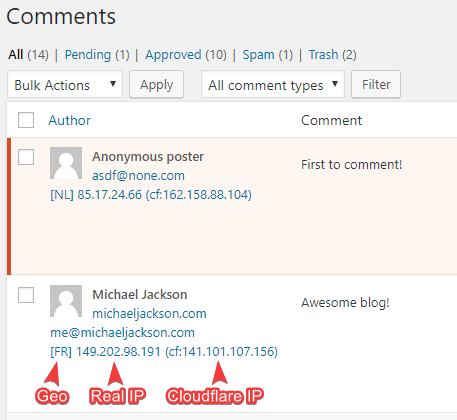 Comments
All (14) | Pending (1) | Approved (10) | Spam (1) | Trash (2)
Bulk Actions Apply All comment types Filter
Author Comment
Anonymous poster First to comment!
asdf@none.com
[NL] 85.17.24.66 (cf:162.158.88.104)
Michael Jackson Awesome blog!
michaeljackson.com
me@michaeljackson.com
[FR] 149.202.98.191 (cf:141.101.107.156)
Geo Real IP Cloudflare IP